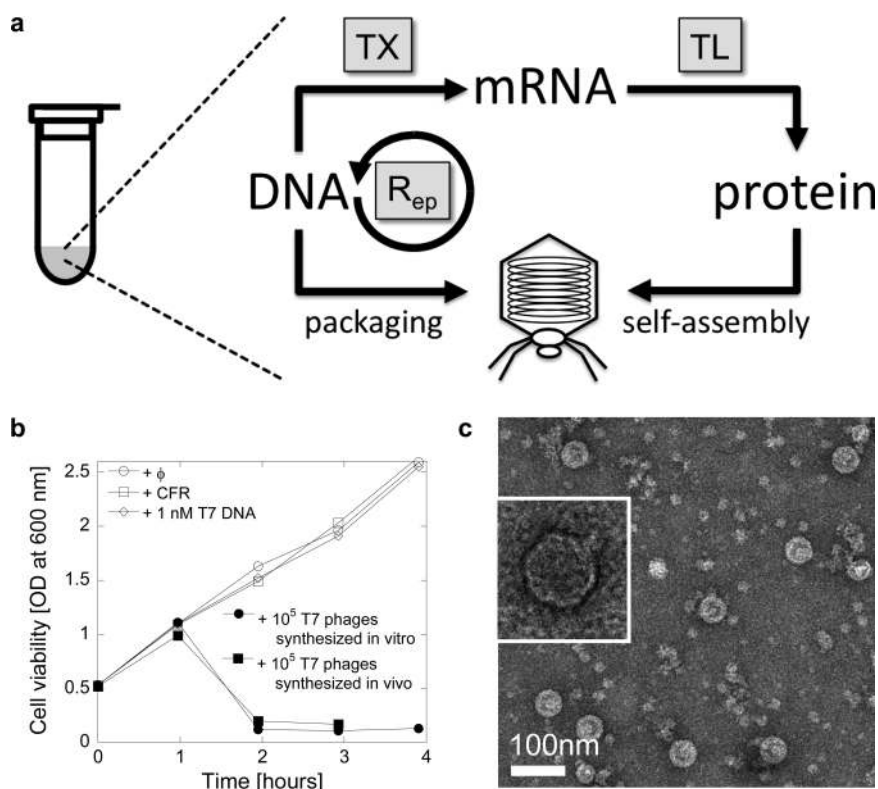 a
TX
TL
mRNA
DNA
R_ep
protein
packaging
self-assembly
b
c
+ ϕ
+ CFR
+ 1 nM T7 DNA
+ 10⁵ T7 phages
synthesized in vitro
+ 10⁵ T7 phages
synthesized in vivo
2.5
2.0
1.5
1
0.5
0
0 1 2 3 4
Cell viability [OD at 600 nm]
Time [hours]
100nm